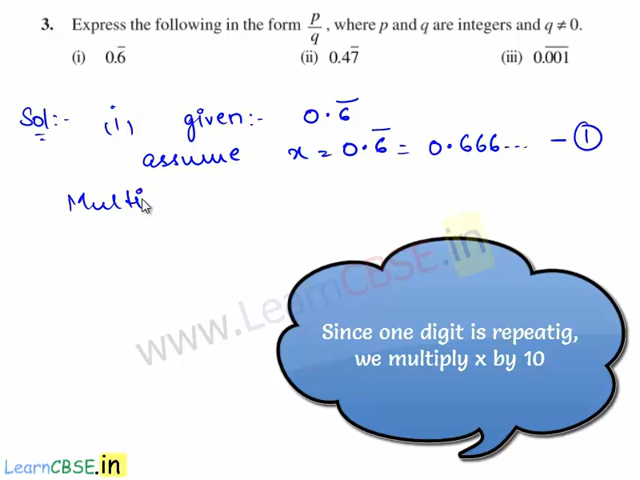 3. Express the following in the form p/q, where p and q are integers and q ≠ 0.
(i) 0.6̅ (ii) 0.47̅ (iii) 0.0̅0̅1̅
Sol:- (i) given:- 0.6̅
assume x = 0.6̅ = 0.666... - ①
Multi
www.LearnCBSE.in
Since one digit is repeatig,
we multiply x by 10
LearnCBSE.in